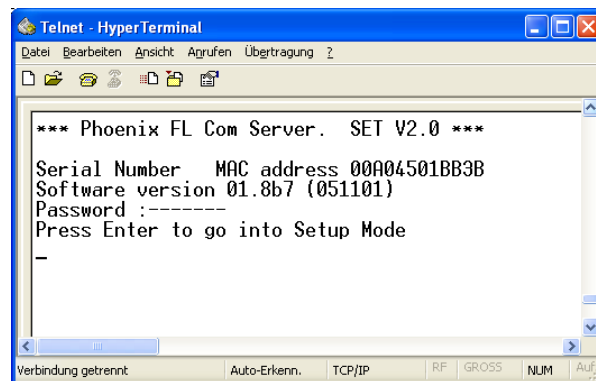 Telnet - HyperTerminal
Datei Bearbeiten Ansicht Anrufen Übertragung ?
*** Phoenix FL Com Server. SET V2.0 ***
Serial Number MAC address 00A04501BB3B
Software version 01.8b7 (051101)
Password :-------
Press Enter to go into Setup Mode
Verbindung getrennt Auto-Erkenn. TCP/IP RF GROSS NUM Auf